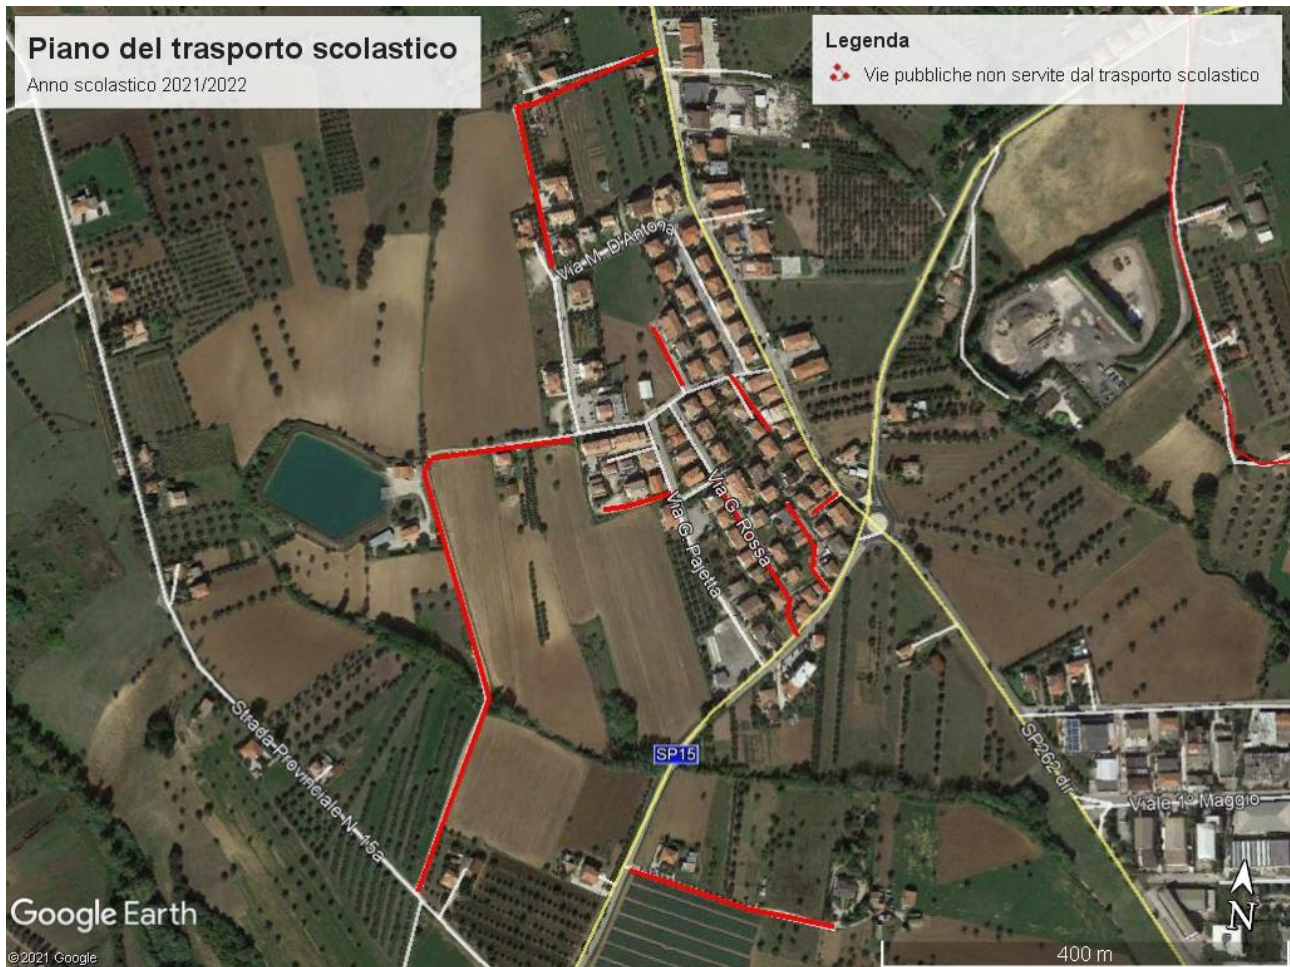 Piano del trasporto scolastico
Anno scolastico 2021/2022
Legenda
Vie pubbliche non servite dal trasporto scolastico
Via M. D'Antona
Via G. Rossa
Via G. Pajetta
SP15
Strada Provinciale N. 15a
SP262 dir
Viale 1° Maggio
Google Earth
N
©2021 Google
400 m